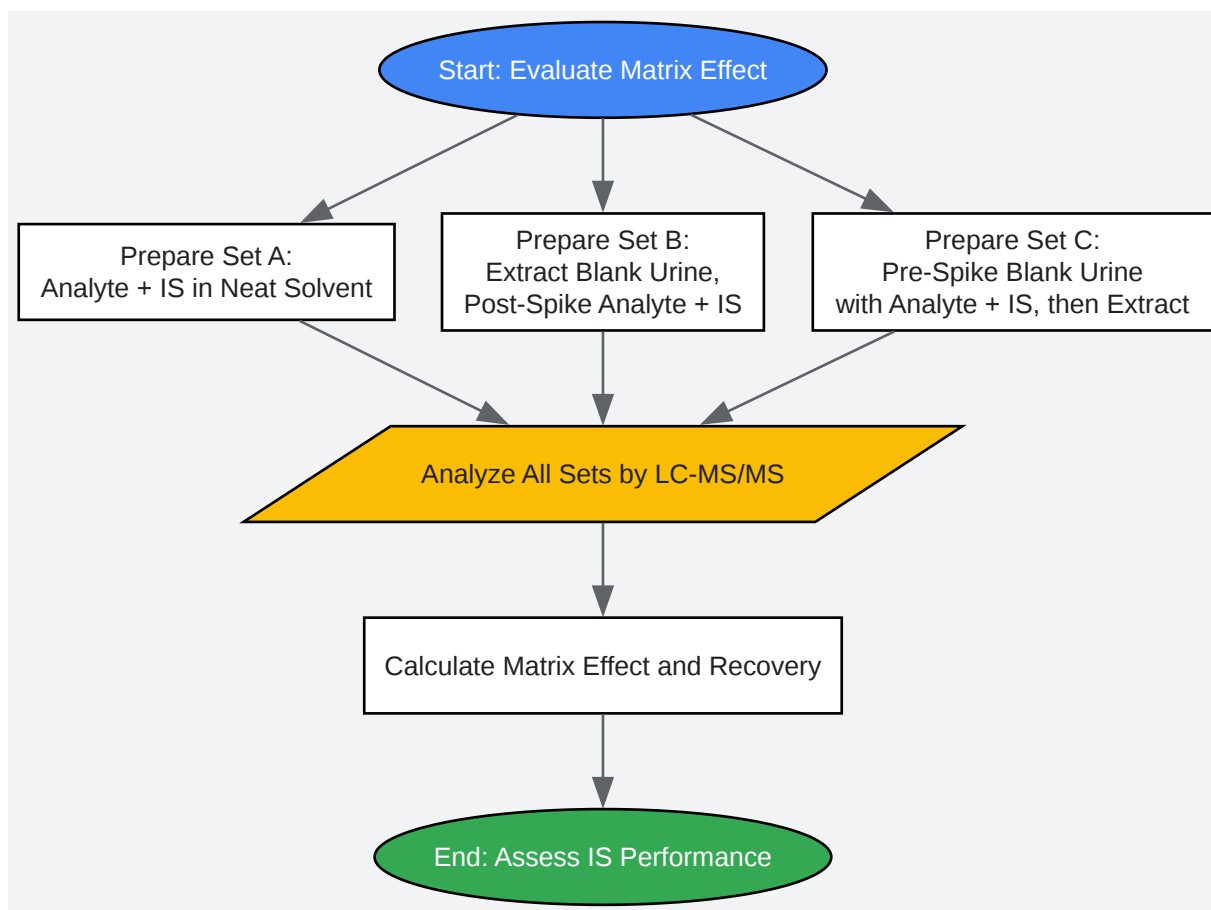 Start: Evaluate Matrix Effect
Prepare Set A:
Analyte + IS in Neat Solvent
Prepare Set B:
Extract Blank Urine,
Post-Spike Analyte + IS
Prepare Set C:
Pre-Spike Blank Urine
with Analyte + IS, then Extract
Analyze All Sets by LC-MS/MS
Calculate Matrix Effect and Recovery
End: Assess IS Performance